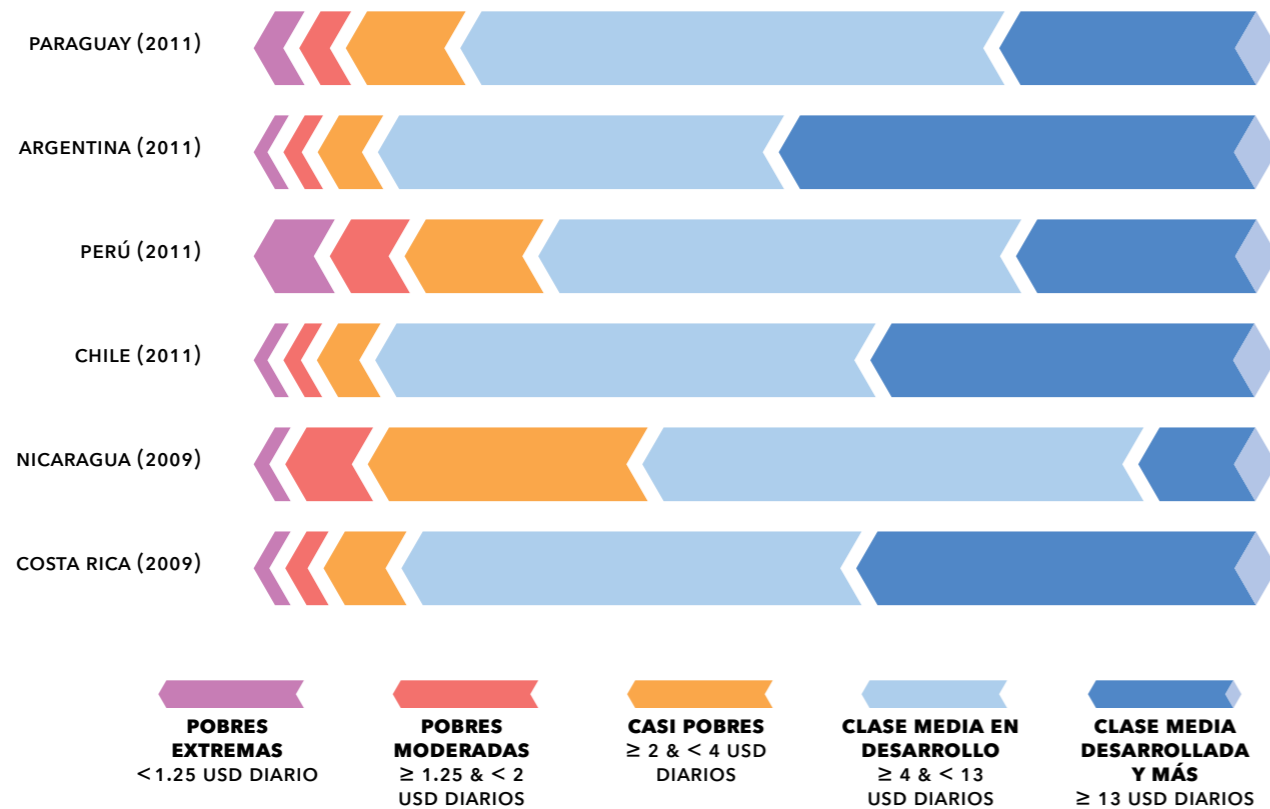 PARAGUAY (2011)
ARGENTINA (2011)
PERÚ (2011)
CHILE (2011)
NICARAGUA (2009)
COSTA RICA (2009)
POBRES
EXTREMAS
<1.25 USD DIARIO
POBRES
MODERADAS
≥ 1.25 & < 2
USD DIARIOS
CASI POBRES
≥ 2 & < 4 USD
DIARIOS
CLASE MEDIA EN
DESARROLLO
≥ 4 & < 13
USD DIARIOS
CLASE MEDIA
DESARROLLADA
Y MÁS
≥ 13 USD DIARIOS